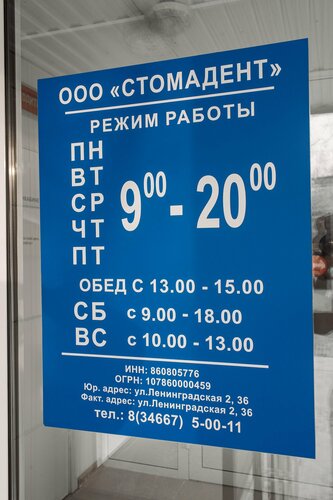 ООО «СТОМАДЕНТ»
РЕЖИМ РАБОТЫ
ПН
ВТ
СР
ЧТ
ПТ
9⁰⁰ - 20⁰⁰
ОБЕД С 13.00 - 15.00
СБ с 9.00 - 18.00
ВС с 10.00 - 13.00
ИНН: 860805776
ОГРН: 107860000459
Юр. адрес: ул.Ленинградская 2, 36
Факт. адрес: ул.Ленинградская 2, 36
тел.: 8(34667) 5-00-11